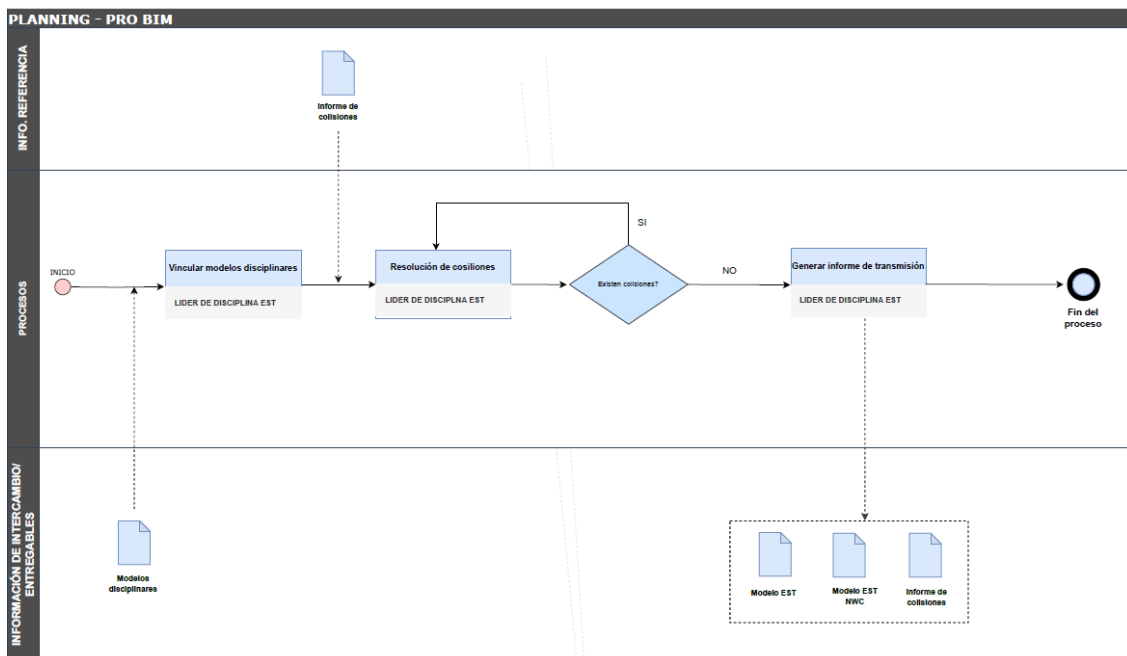 PLANNING - PRO BIM
INFO. REFERENCIA
Informe de
colisiones
PROCESOS
INICIO
Vincular modelos disciplinares
LIDER DE DISCIPLINA EST
Resolución de cosiliones
LIDER DE DISCIPLNA EST
SI
Existen colisiones?
NO
Generar informe de transmisión
LIDER DE DISCIPLINA EST
Fin del
proceso
INFORMACIÓN DE INTERCAMBIO/
ENTREGABLES
Modelos
disciplinares
Modelo EST
Modelo EST
NWC
Informe de
colisiones